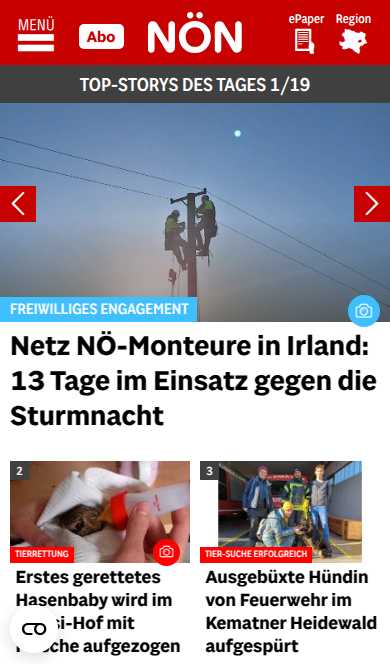 MENÜ
Abo
NÖN
ePaper
Region
TOP-STORYS DES TAGES 1/19
FREIWILLIGES ENGAGEMENT
Netz NÖ-Monteure in Irland:
13 Tage im Einsatz gegen die
Sturmnacht
2
TIERRETTUNG
Erstes gerettetes
Hasenbaby wird im
si-Hof mit
sche aufgezogen
3
TIER-SUCHE ERFOLGREICH
Ausgebüxte Hündin
von Feuerwehr im
Kematner Heidewald
aufgespürt